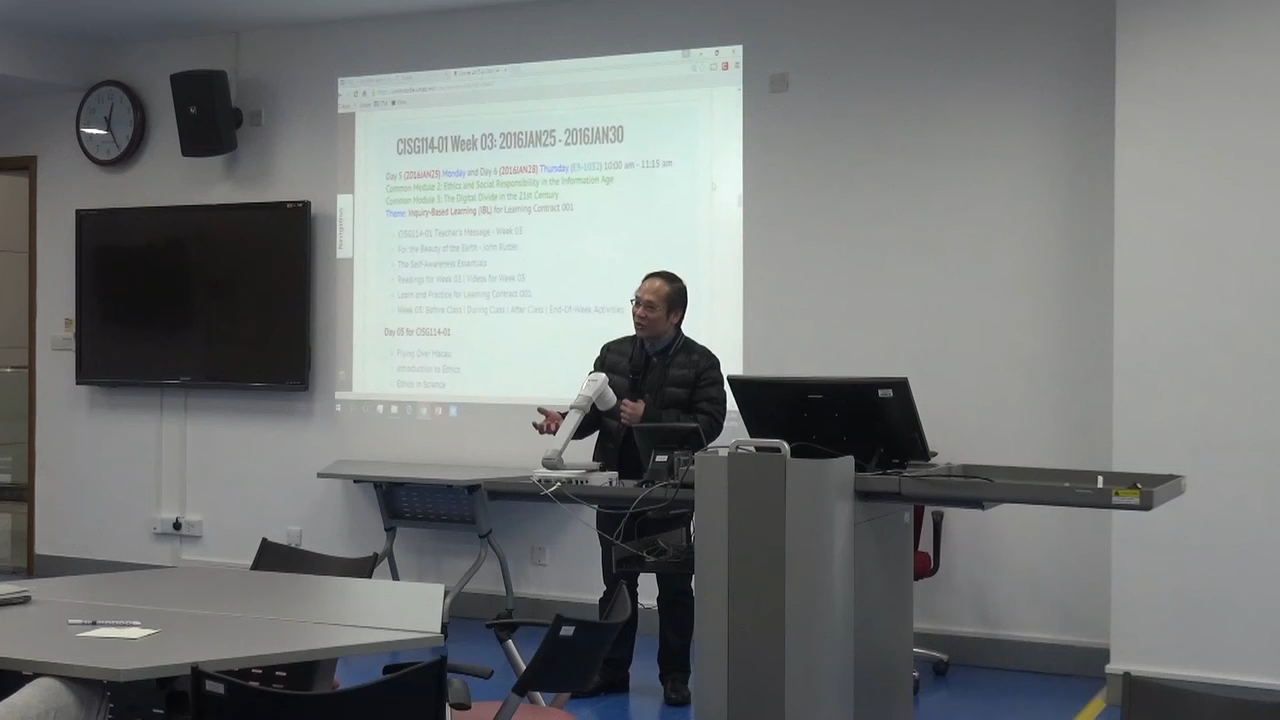 CISG114-01 Week 03: 2016JAN25 - 2016JAN30
Day 5 (2016JAN25) Monday and Day 6 (2016JAN28) Thursday (E5-1032) 10:00 am - 11:15 am
Common Module 2: Ethics and Social Responsibility in the Information Age
Common Module 3: The Digital Divide in the 21st Century
Theme: Inquiry-Based Learning (IBL) for Learning Contract 001
CISG114-01 Teacher's Message - Week 03
For the Beauty of the Earth - John Rutter
The Self-Awareness Essentials
Readings for Week 03 | Videos for Week 03
Learn and Practice for Learning Contract 001
Week 03: Before Class | During Class | After Class | End-Of-Week Activities
Day 05 for CISG114-01
Flying Over Macau
Introduction to Ethics
Ethics in Science
Navigation